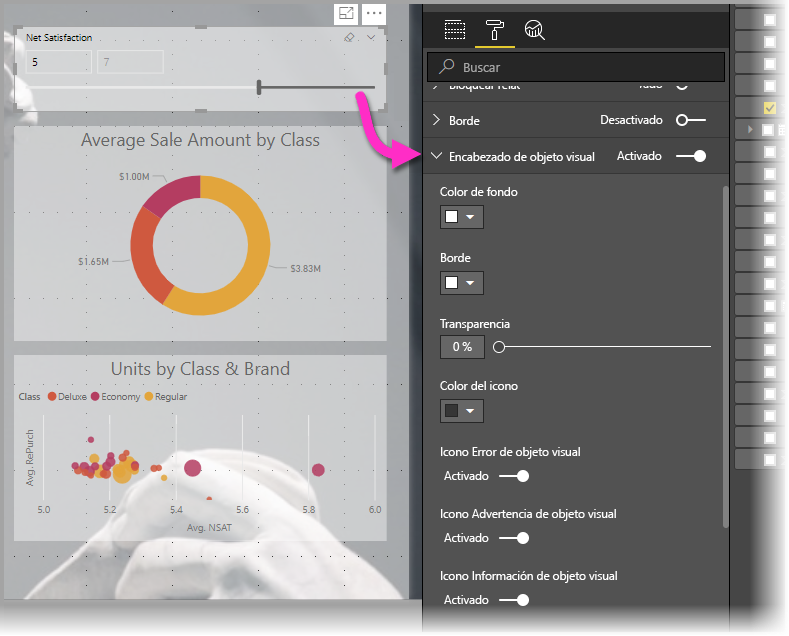 Net Satisfaction
5
7
Average Sale Amount by Class
$1.00M
$1.65M
$3.83M
Units by Class & Brand
Class Deluxe Economy Regular
Avg. RePurch
5.0 5.2 5.4 5.6 5.8 6.0
Avg. NSAT
Buscar
Borde Desactivado
Encabezado de objeto visual Activado
Color de fondo
Borde
Transparencia
0 %
Color del icono
Icono Error de objeto visual
Activado
Icono Advertencia de objeto visual
Activado
Icono Información de objeto visual
Activado